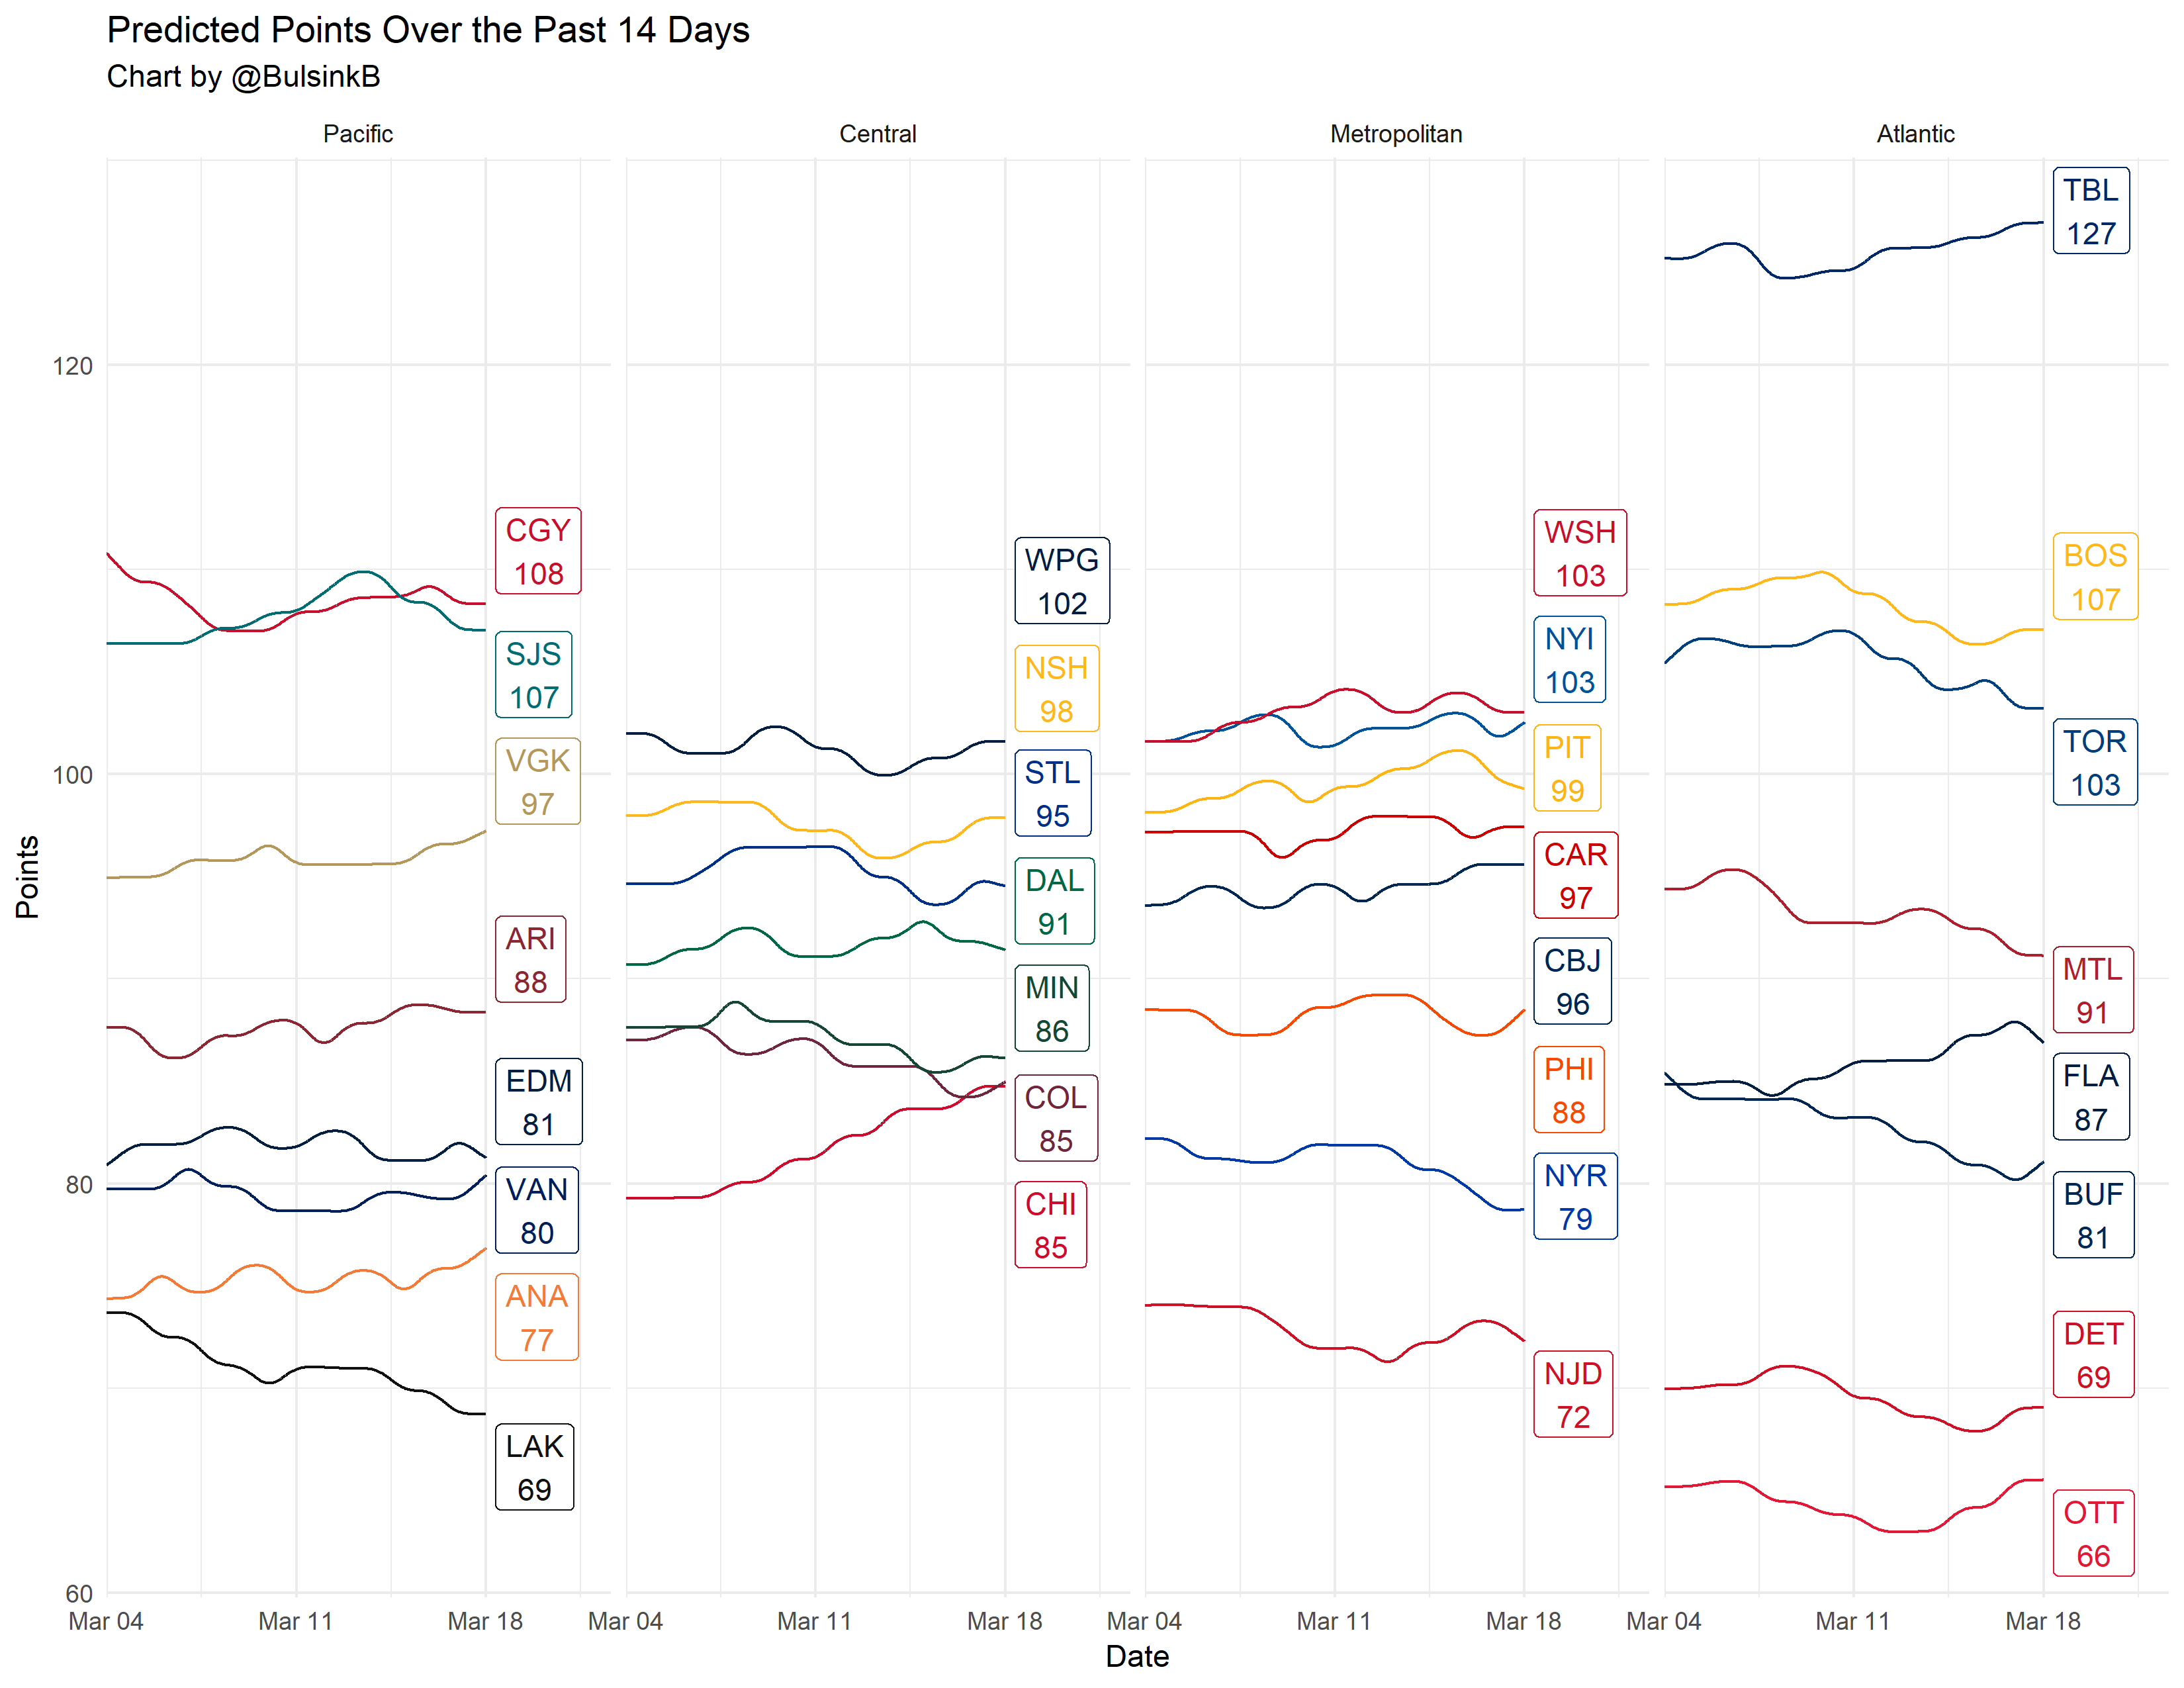 Predicted Points Over the Past 14 Days
Chart by @BulsinkB
Pacific
Central
Metropolitan
Atlantic
Points
120
100
80
60
CGY
108
SJS
107
VGK
97
ARI
88
EDM
81
VAN
80
ANA
77
LAK
69
WPG
102
NSH
98
STL
95
DAL
91
MIN
86
COL
85
CHI
85
WSH
103
NYI
103
PIT
99
CAR
97
CBJ
96
PHI
88
NYR
79
NJD
72
TBL
127
BOS
107
TOR
103
MTL
91
FLA
87
BUF
81
DET
69
OTT
66
Mar 04 Mar 11 Mar 18 Mar 04 Mar 11 Mar 18 Mar 04 Mar 11 Mar 18 Mar 04 Mar 11 Mar 18
Date